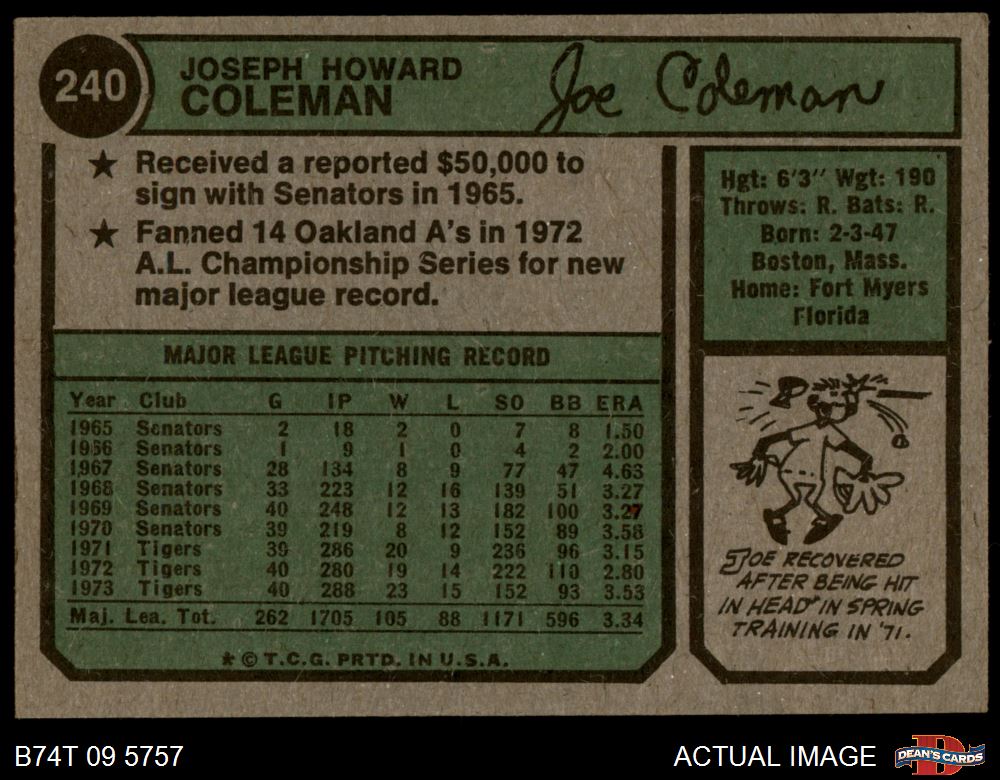 240
JOSEPH HOWARD
COLEMAN
Joe Coleman
★ Received a reported $50,000 to
sign with Senators in 1965.
★ Fanned 14 Oakland A's in 1972
A.L. Championship Series for new
major league record.
Hgt: 6'3" Wgt: 190
Throws: R. Bats: R.
Born: 2-3-47
Boston, Mass.
Home: Fort Myers
Florida
MAJOR LEAGUE PITCHING RECORD
Year Club G IP W L SO BB ERA
1965 Senators 2 18 2 0 7 8 1.50
1966 Senators 1 9 1 0 4 2 2.00
1967 Senators 28 134 8 9 77 47 4.63
1968 Senators 33 223 12 16 139 51 3.27
1969 Senators 40 248 12 13 182 100 3.27
1970 Senators 39 219 8 12 152 89 3.58
1971 Tigers 39 286 20 9 236 96 3.15
1972 Tigers 40 280 19 14 222 110 2.80
1973 Tigers 40 288 23 15 152 93 3.53
Maj. Lea. Tot. 262 1705 105 88 1171 596 3.34
* © T.C.G. PRTD. IN U.S.A.
JOE RECOVERED
AFTER BEING HIT
IN HEAD IN SPRING
TRAINING IN '71.
B74T 09 5757
ACTUAL IMAGE
DEAN'S CARDS